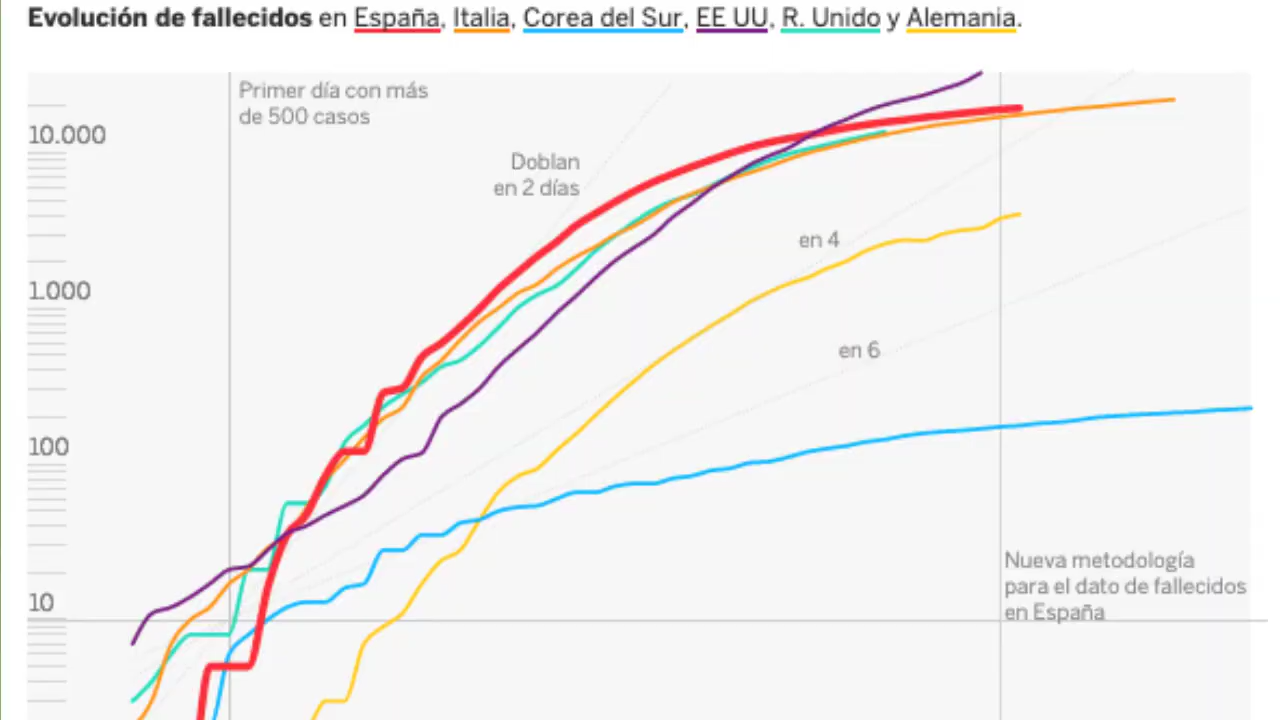 Evolución de fallecidos en España, Italia, Corea del Sur, EE UU, R. Unido y Alemania.
Primer día con más
de 500 casos
10.000
Doblan
en 2 días
en 4
1.000
en 6
100
Nueva metodología
para el dato de fallecidos
en España
10